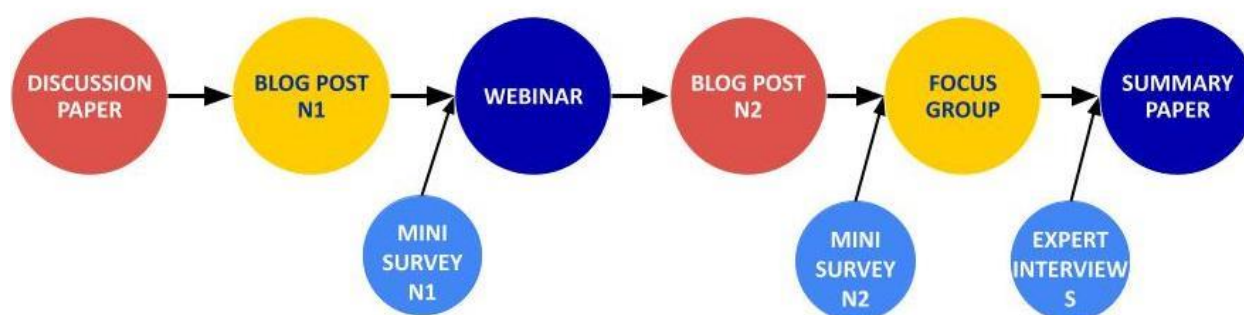 DISCUSSION
PAPER
BLOG POST
N1
WEBINAR
BLOG POST
N2
FOCUS
GROUP
SUMMARY
PAPER
MINI
SURVEY
N1
MINI
SURVEY
N2
EXPERT
INTERVIEW
S